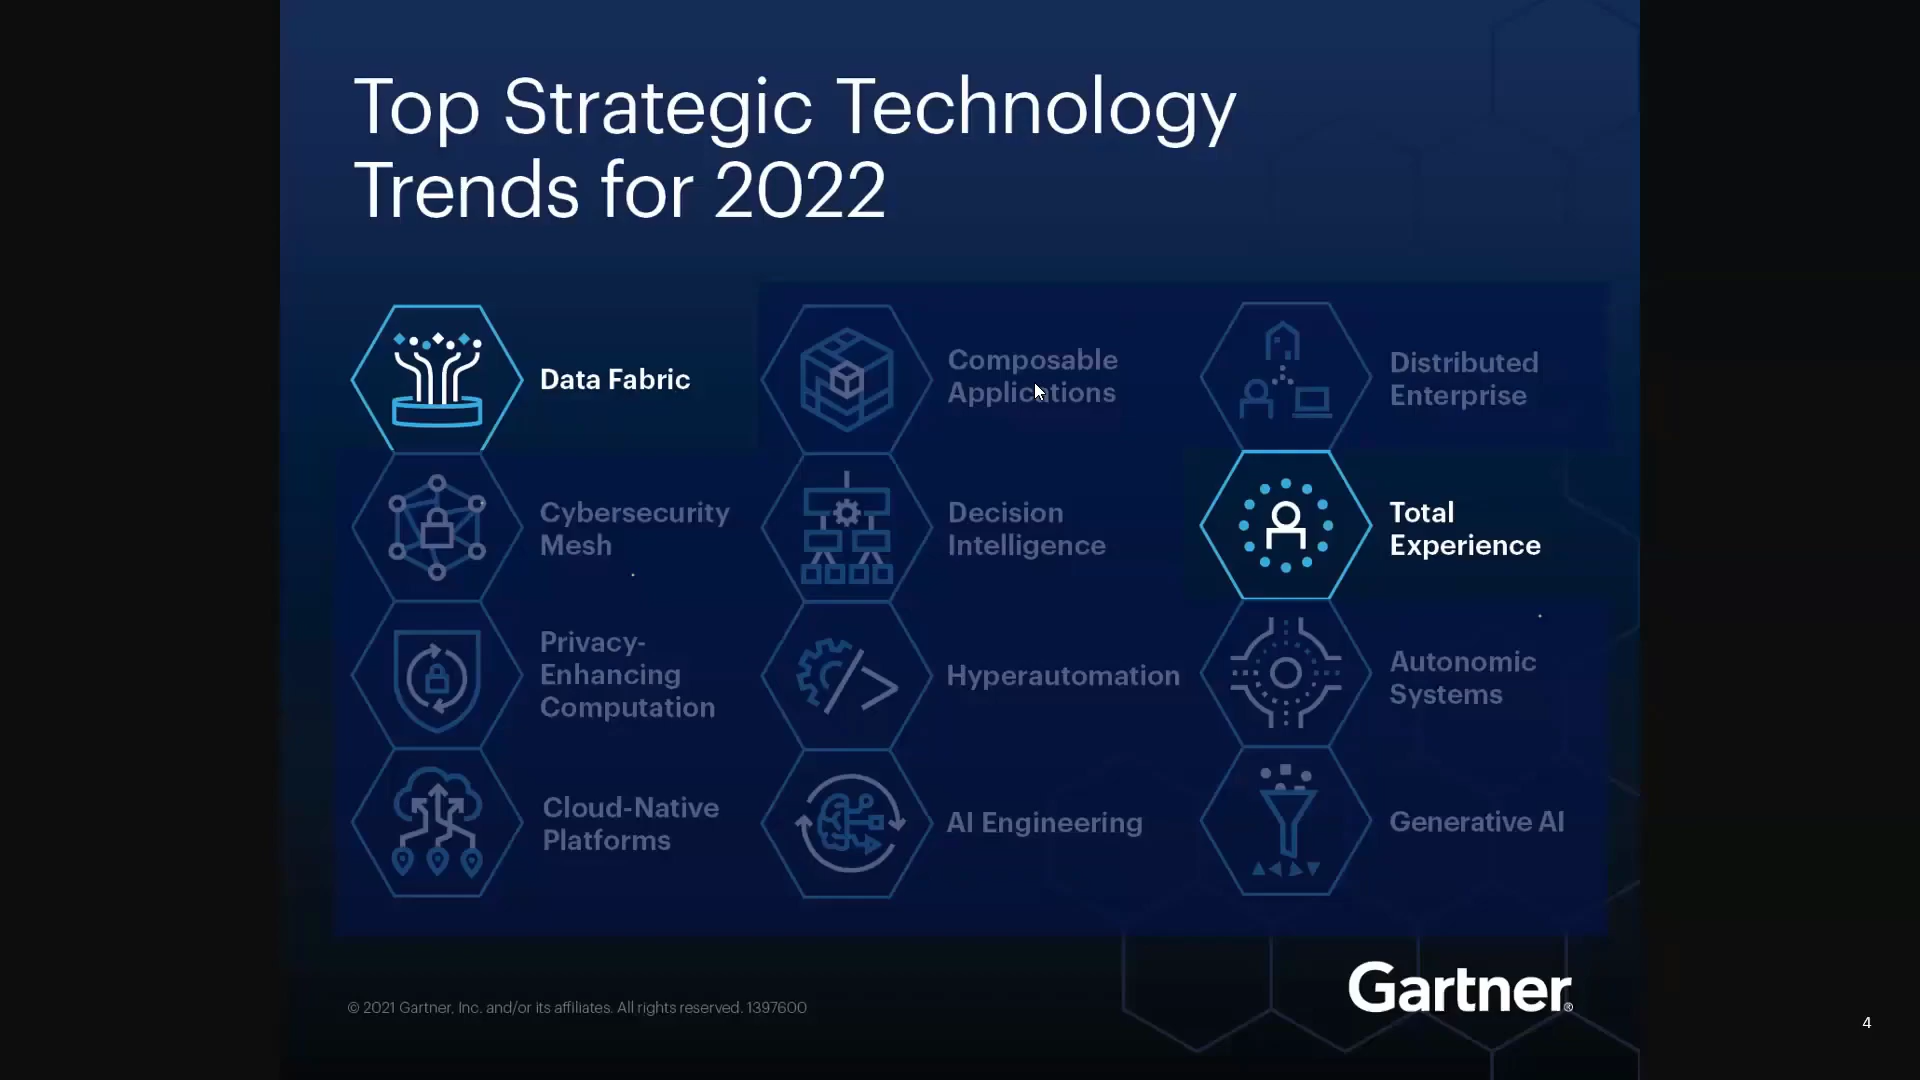 Top Strategic Technology
Trends for 2022
Data Fabric
Composable
Applications
Distributed
Enterprise
Cybersecurity
Mesh
Decision
Intelligence
Total
Experience
Privacy-
Enhancing
Computation
Hyperautomation
Autonomic
Systems
Cloud-Native
Platforms
AI Engineering
Generative AI
© 2021 Gartner, Inc. and/or its affiliates. All rights reserved. 1397600
Gartner®
4